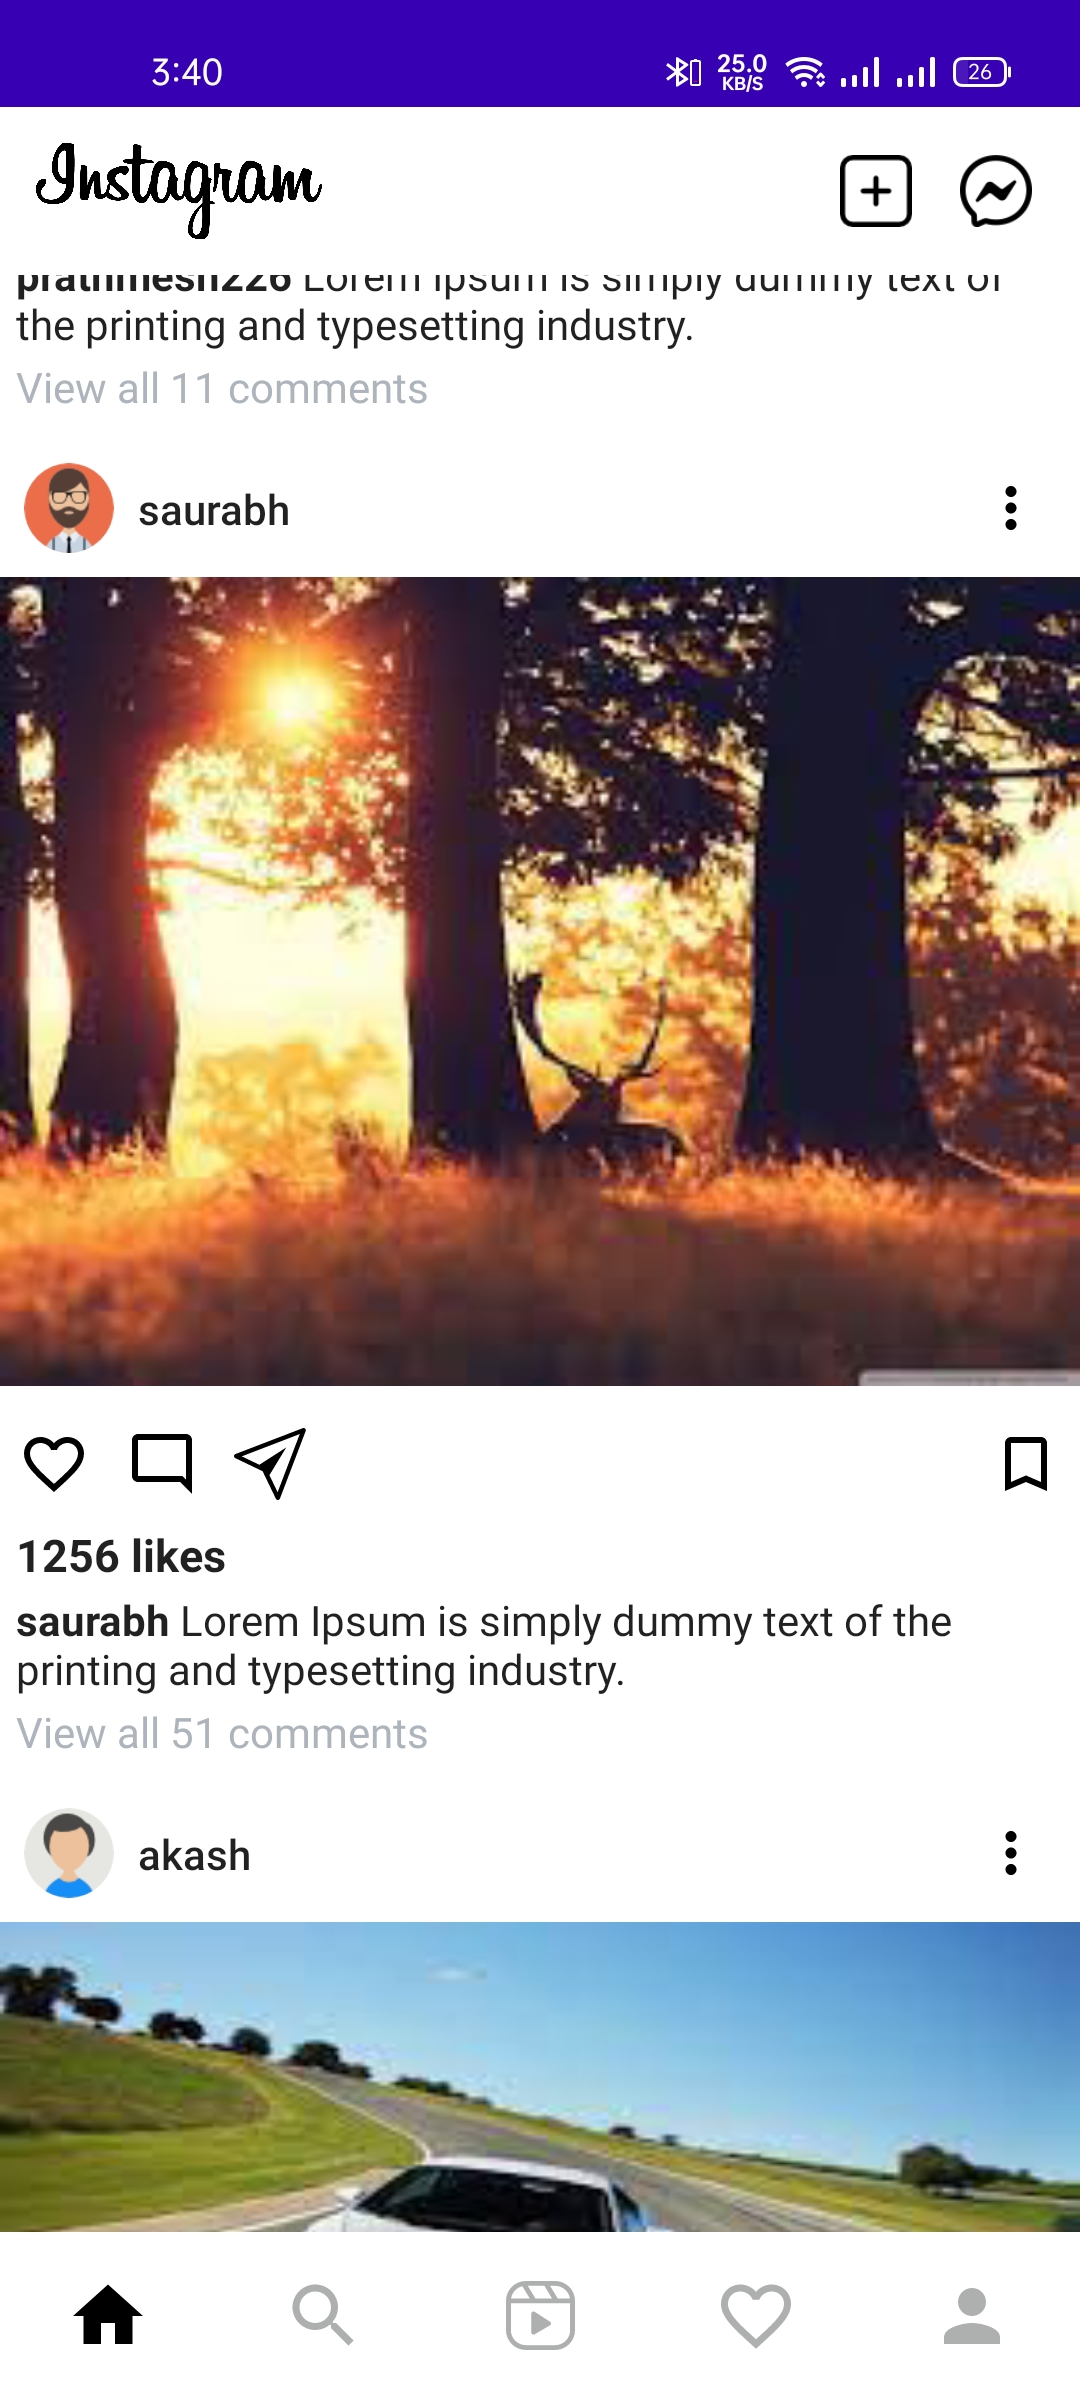 3:40
25.0
KB/S
26
Instagram
prathmesh226 Lorem Ipsum is simply dummy text of
the printing and typesetting industry.
View all 11 comments
saurabh
1256 likes
saurabh Lorem Ipsum is simply dummy text of the
printing and typesetting industry.
View all 51 comments
akash